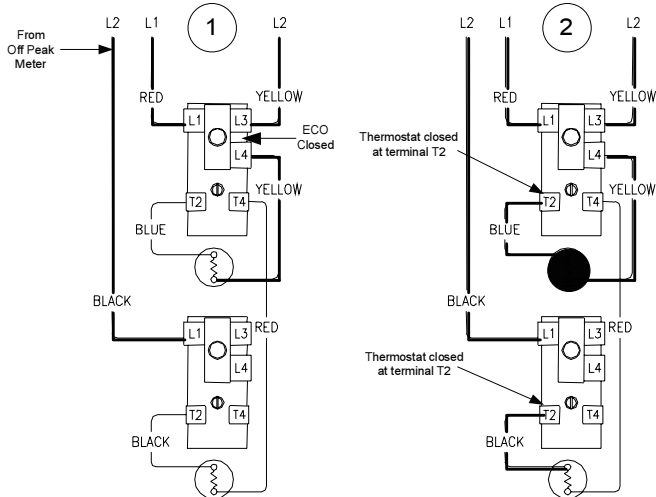 L2 L1 1 L2
From
Off Peak
Meter
RED YELLOW
L1 L3
ECO
Closed
L4
YELLOW
T2 T4
BLUE
BLACK
RED
L1 L3
L4
T2 T4
BLACK
L2 L1 2 L2
RED YELLOW
L1 L3
Thermostat closed
at terminal T2
L4
YELLOW
T2 T4
BLUE
BLACK
RED
L1 L3
Thermostat closed
at terminal T2
L4
T2 T4
BLACK